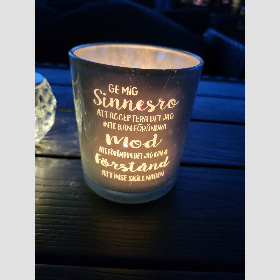 GE MIG
Sinnesro
ATT ACCEPTERA DET JAG
INTE KAN FÖRÄNDRA
Mod
ATT FÖRÄNDRA DET JAG KAN &
Förstånd
ATT INSE SKILLNADEN